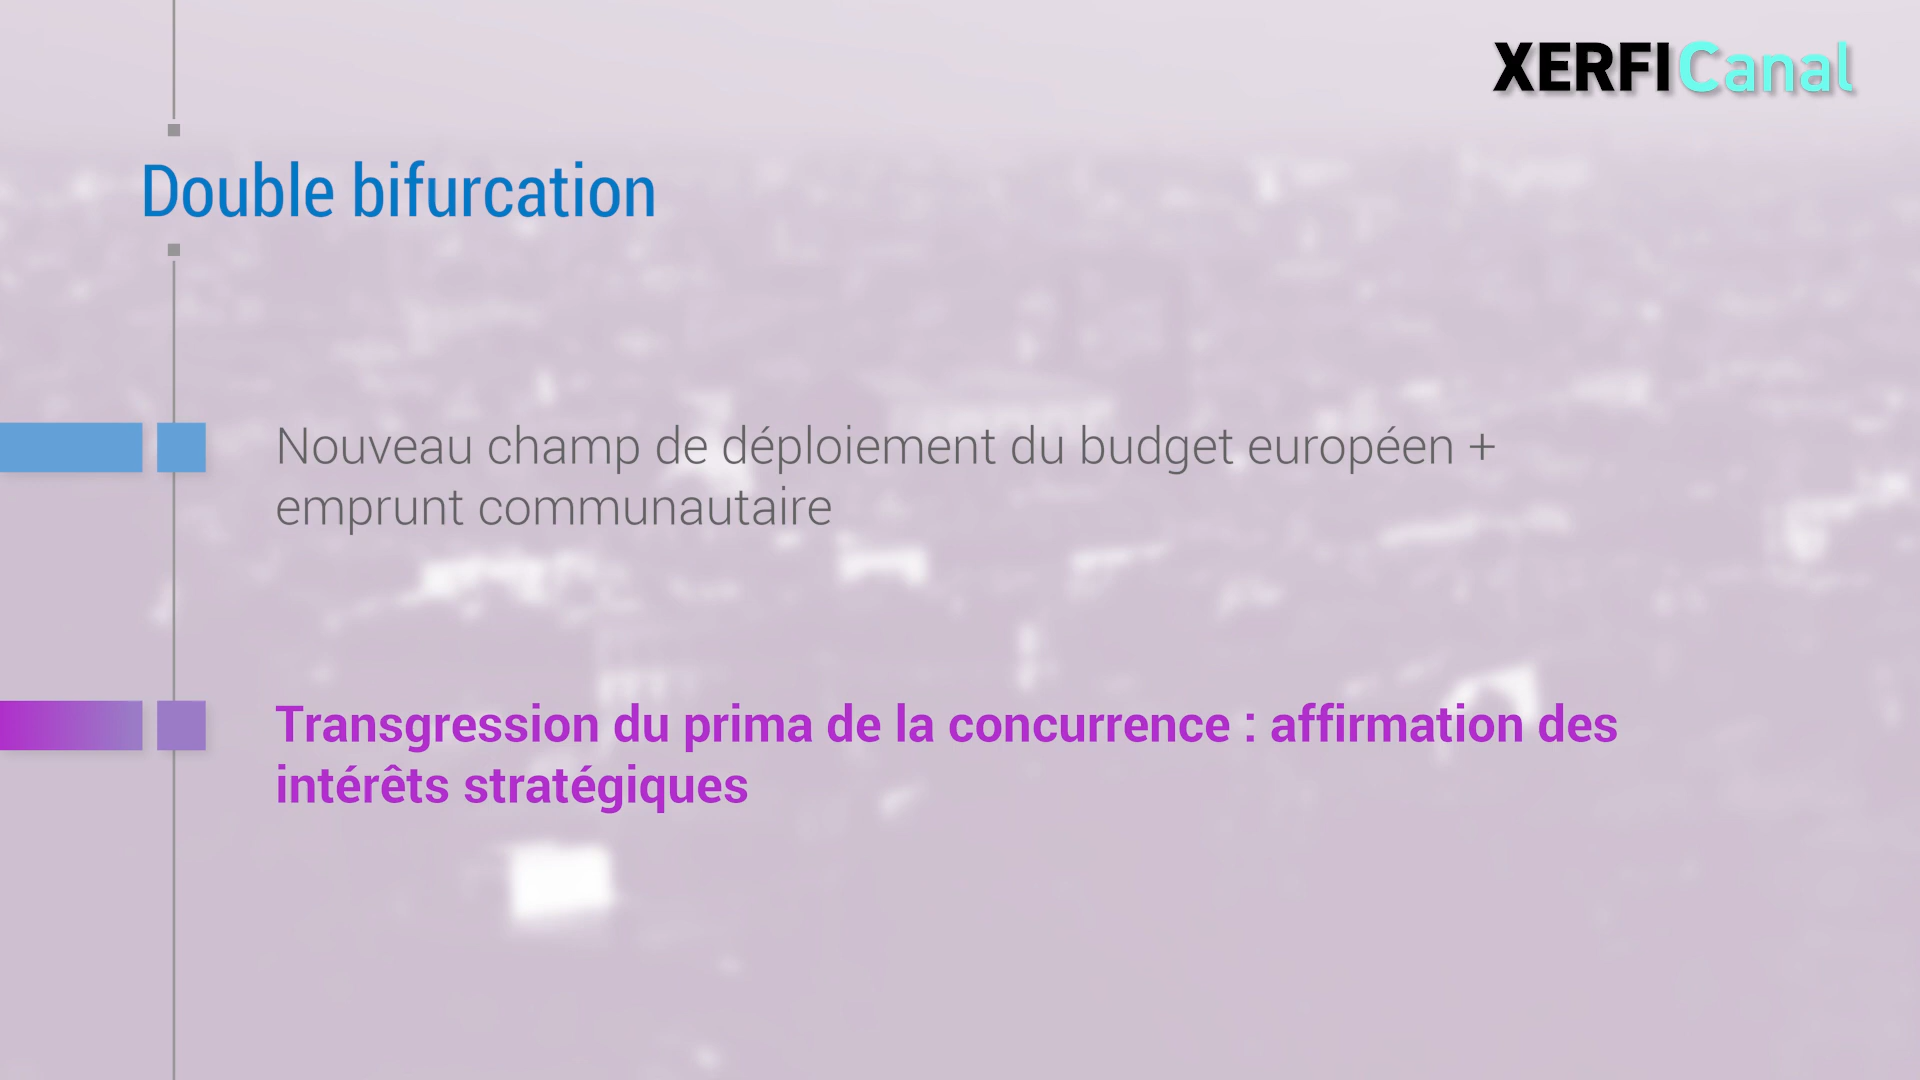 XERFI Canal
Double bifurcation
Nouveau champ de déploiement du budget européen +
emprunt communautaire
Transgression du prima de la concurrence : affirmation des
intérêts stratégiques